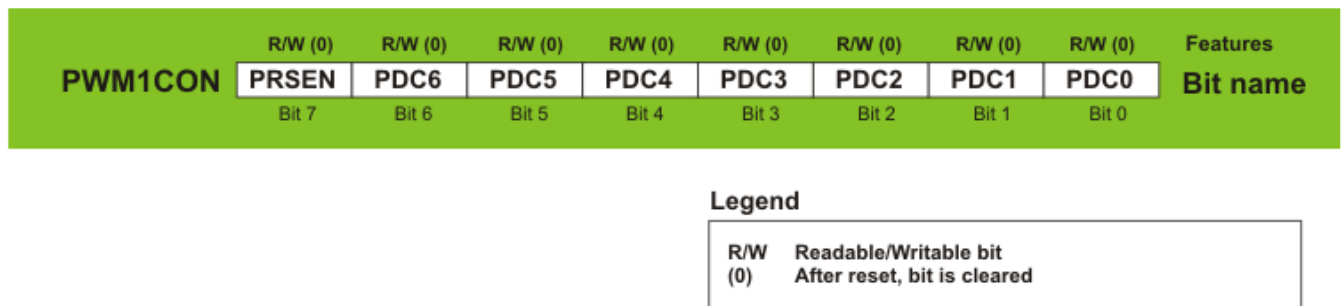 R/W (0) R/W (0) R/W (0) R/W (0) R/W (0) R/W (0) R/W (0) R/W (0) Features
PWM1CON PRSEN PDC6 PDC5 PDC4 PDC3 PDC2 PDC1 PDC0 Bit name
Bit 7 Bit 6 Bit 5 Bit 4 Bit 3 Bit 2 Bit 1 Bit 0
Legend
R/W Readable/Writable bit
(0) After reset, bit is cleared